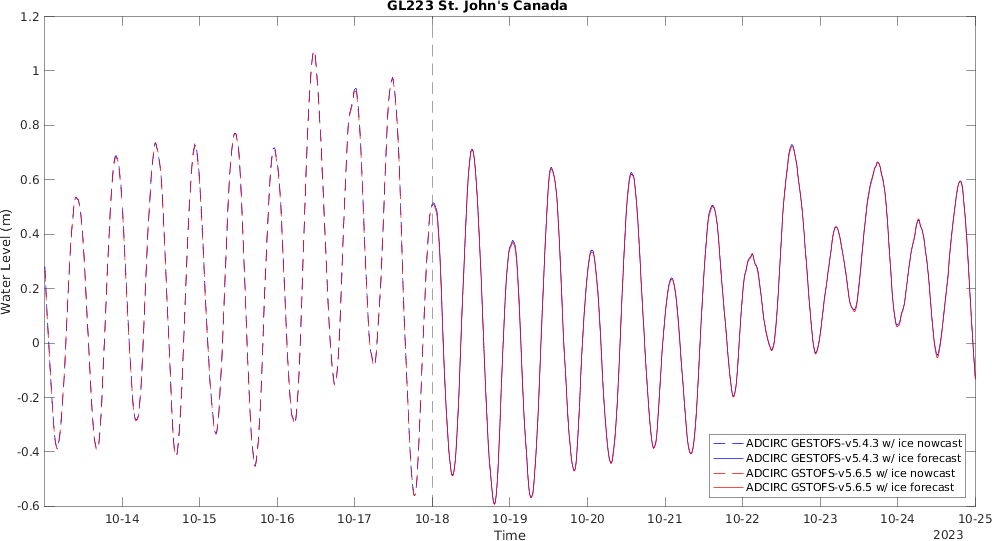 GL223 St. John's Canada
1.2
1
0.8
0.6
0.4
0.2
0
-0.2
-0.4
-0.6
Water Level (m)
ADCIRC GESTOFS-v5.4.3 w/ ice nowcast
ADCIRC GESTOFS-v5.4.3 w/ ice forecast
ADCIRC GSTOFS-v5.6.5 w/ ice nowcast
ADCIRC GSTOFS-v5.6.5 w/ ice forecast
10-14 10-15 10-16 10-17 10-18 10-19 10-20 10-21 10-22 10-23 10-24 10-25
Time
2023